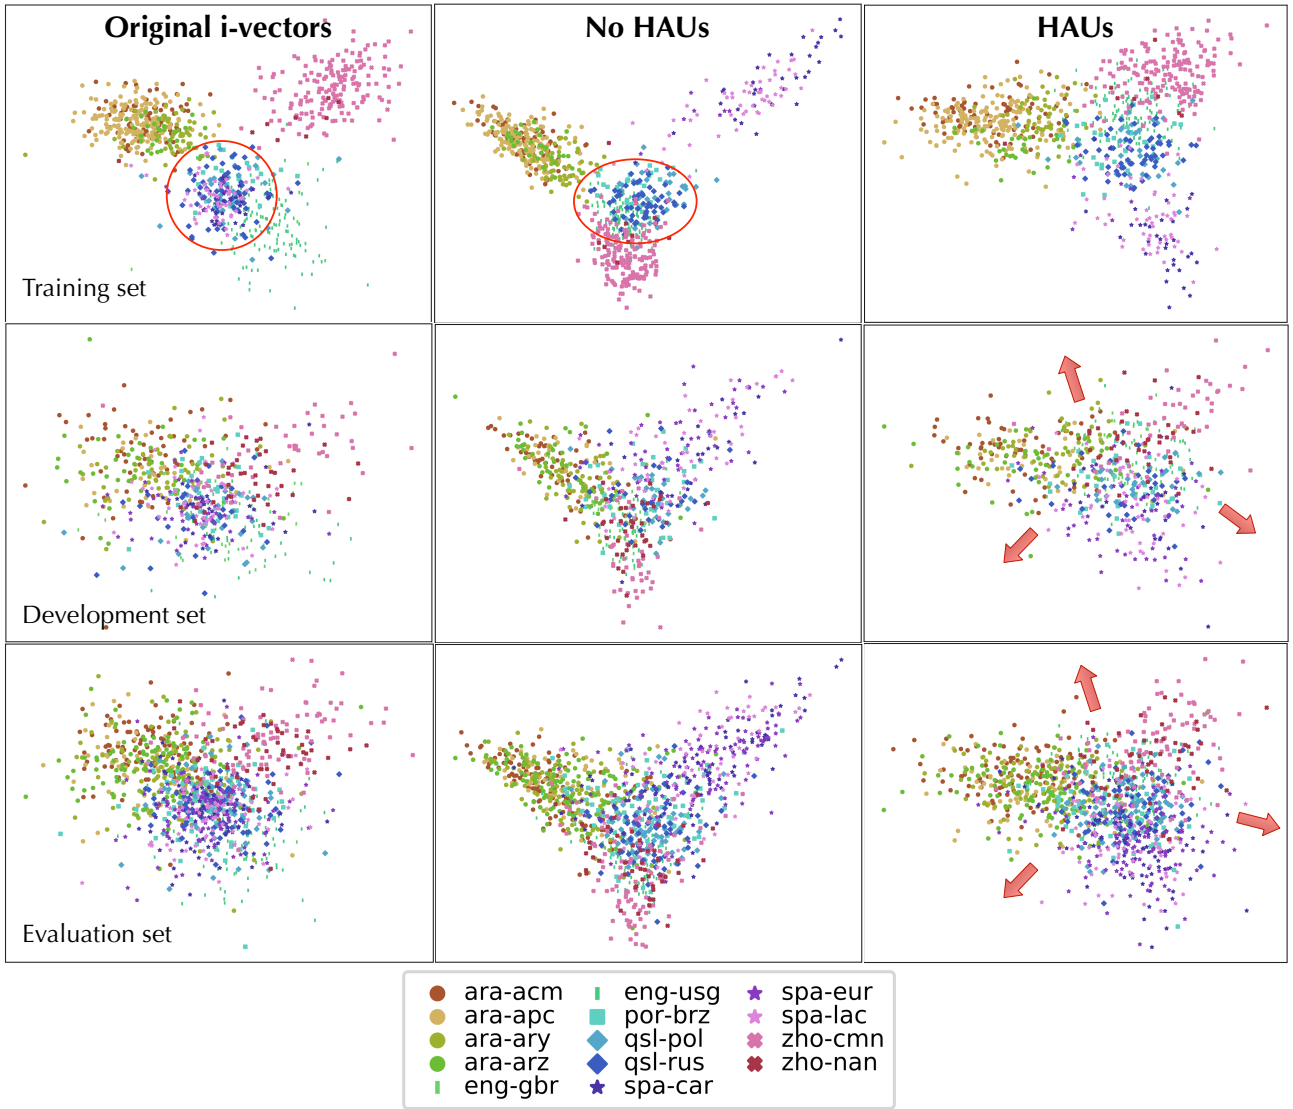 Original i-vectors
No HAUs
HAUs
Training set
Development set
Evaluation set
ara-acm
ara-apc
ara-ary
ara-arz
eng-gbr
eng-usg
por-brz
qsl-pol
qsl-rus
spa-car
spa-eur
spa-lac
zho-cmn
zho-nan